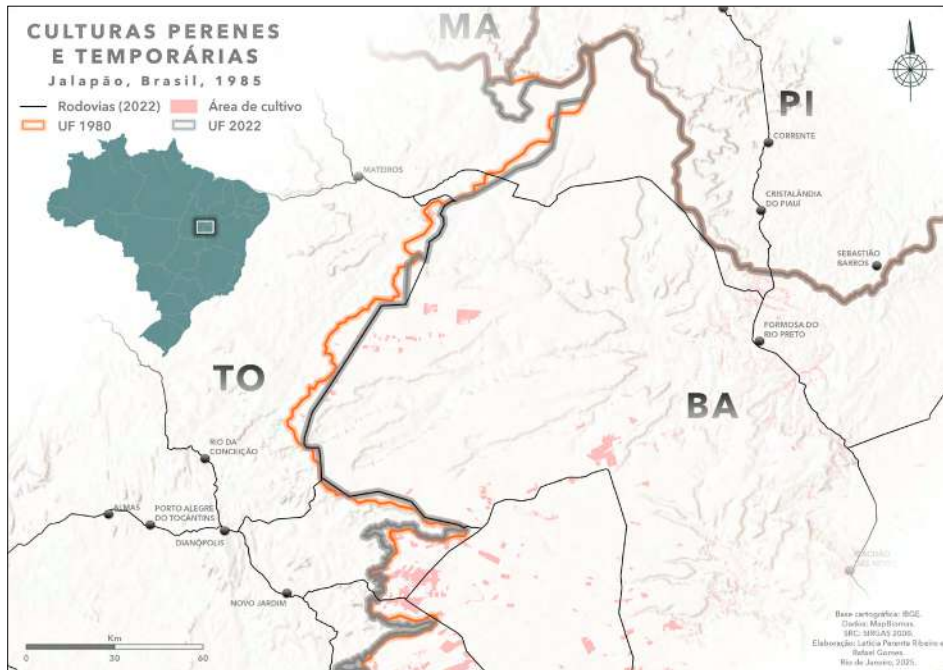 CULTURAS PERENES
E TEMPORÁRIAS
Jalapão, Brasil, 1985
Rodovias (2022)
Área de cultivo
UF 1980
UF 2022
MA
PI
CORRENTE
MATEIROS
CRISTALÂNDIA
DO PIAUÍ
SEBASTIÃO
BARROS
FORMOSA DO
RIO PRETO
TO
BA
RIO DA
CONCEIÇÃO
ALMAS
PORTO ALEGRE
DO TOCANTINS
DIANÓPOLIS
NOVO JARDIM
Km
0 30 60
Base cartográfica: IBGE.
Dados: MapBiomas.
SRC: SIRGAS 2000.
Elaboração: Leticia Parente Ribeiro e
Rafael Gomes.
Rio de Janeiro, 2025.